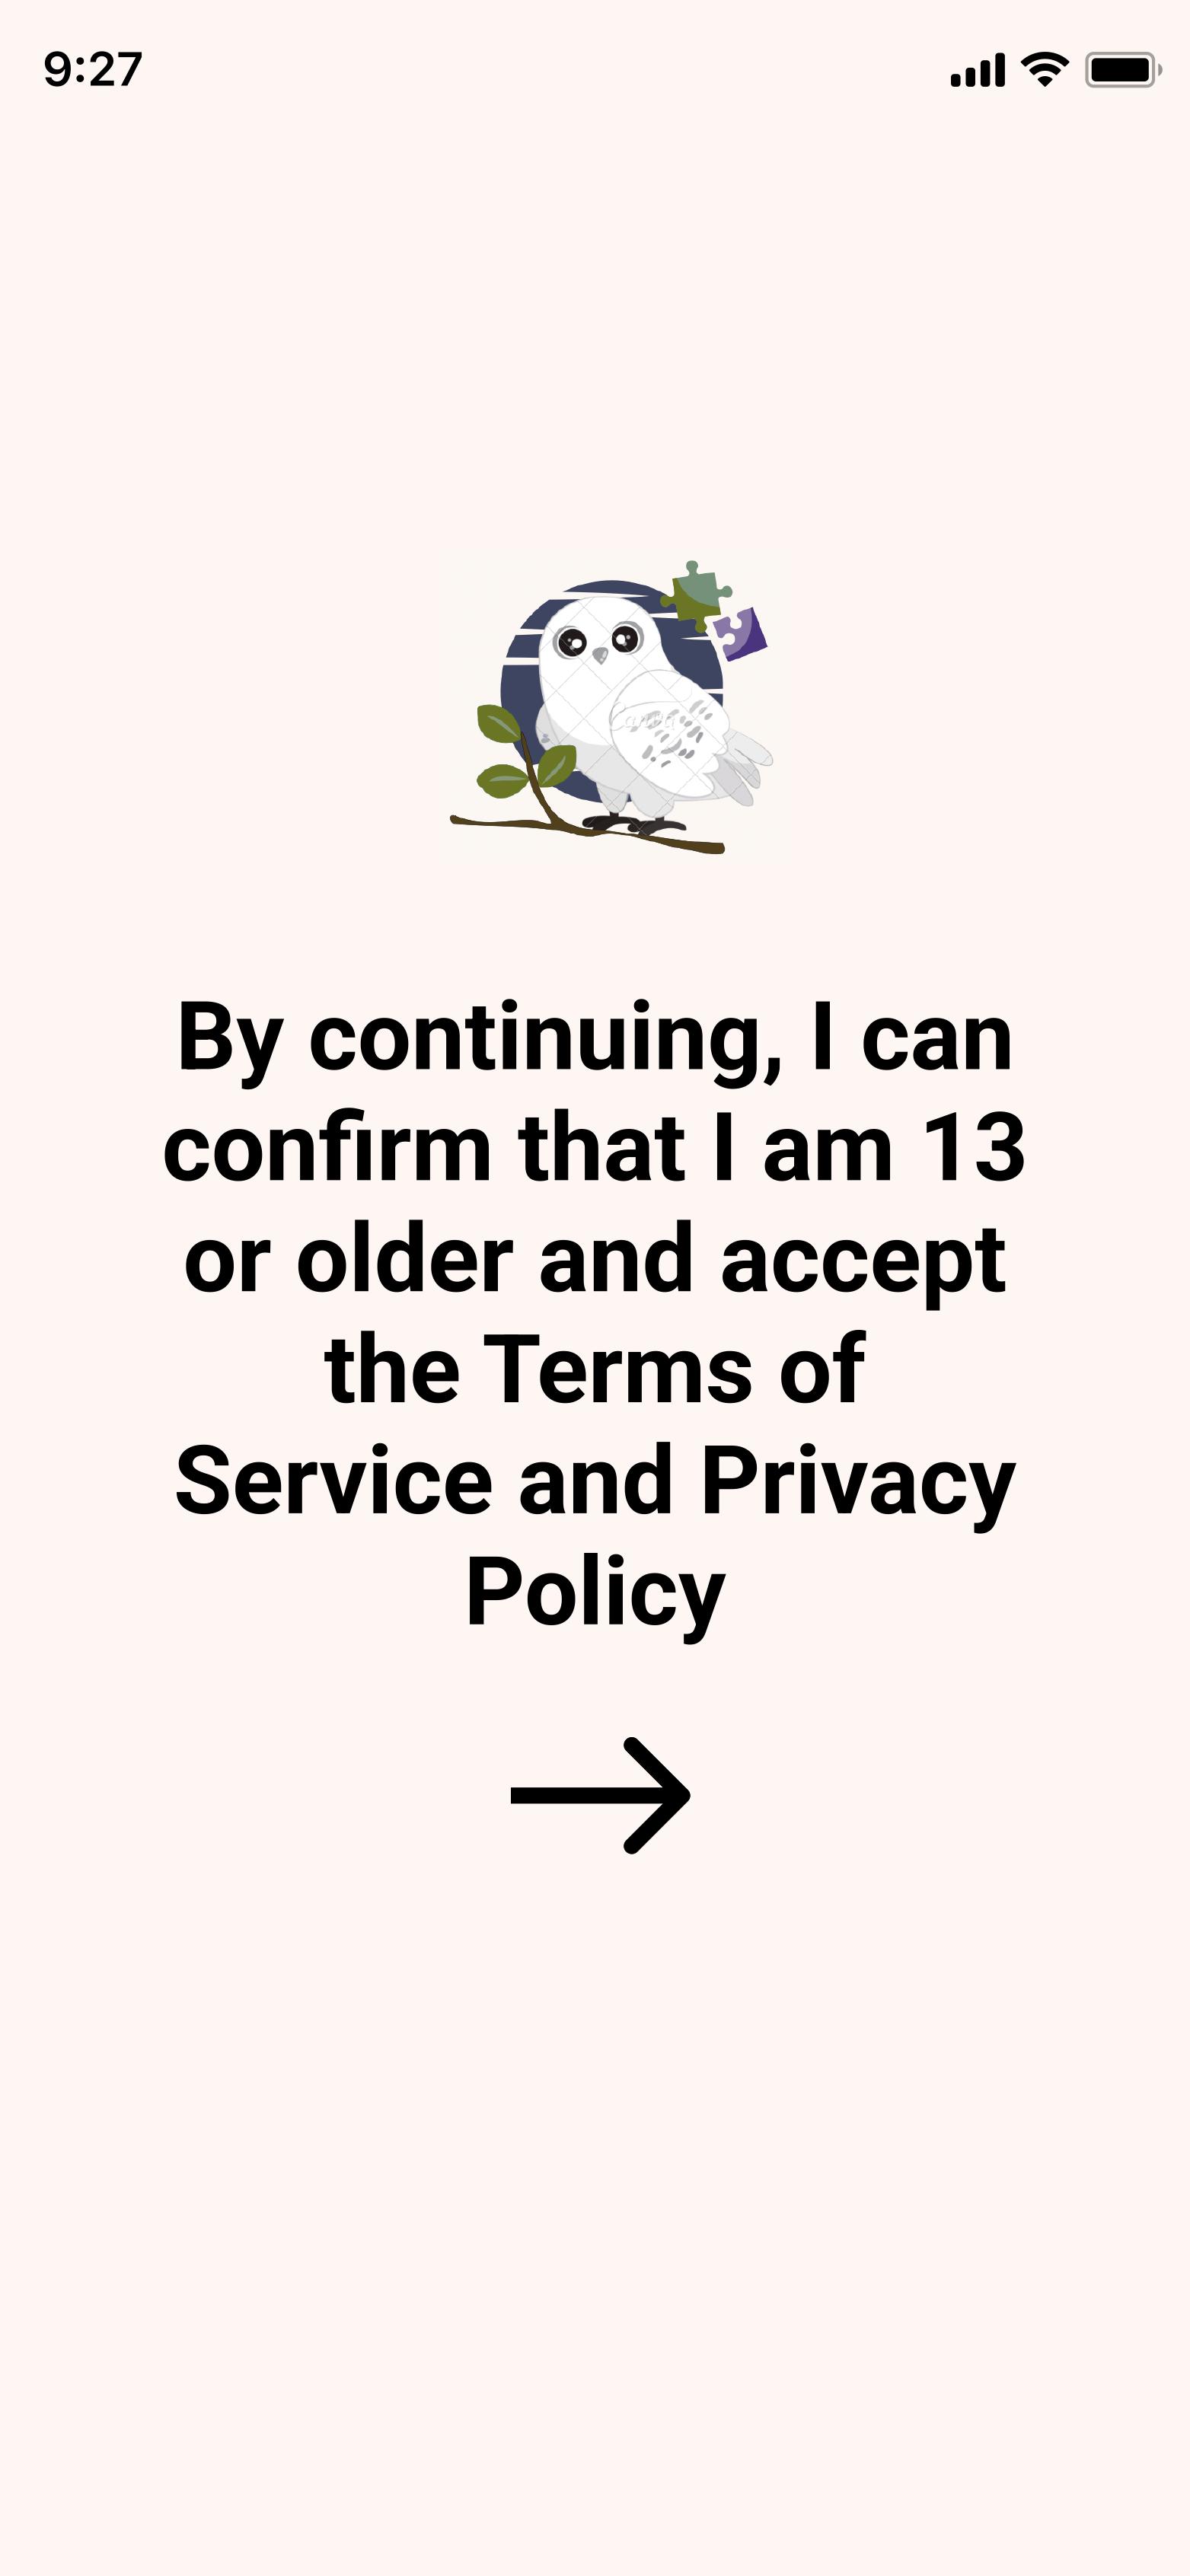 9:27
Canva
By continuing, I can
confirm that I am 13
or older and accept
the Terms of
Service and Privacy
Policy